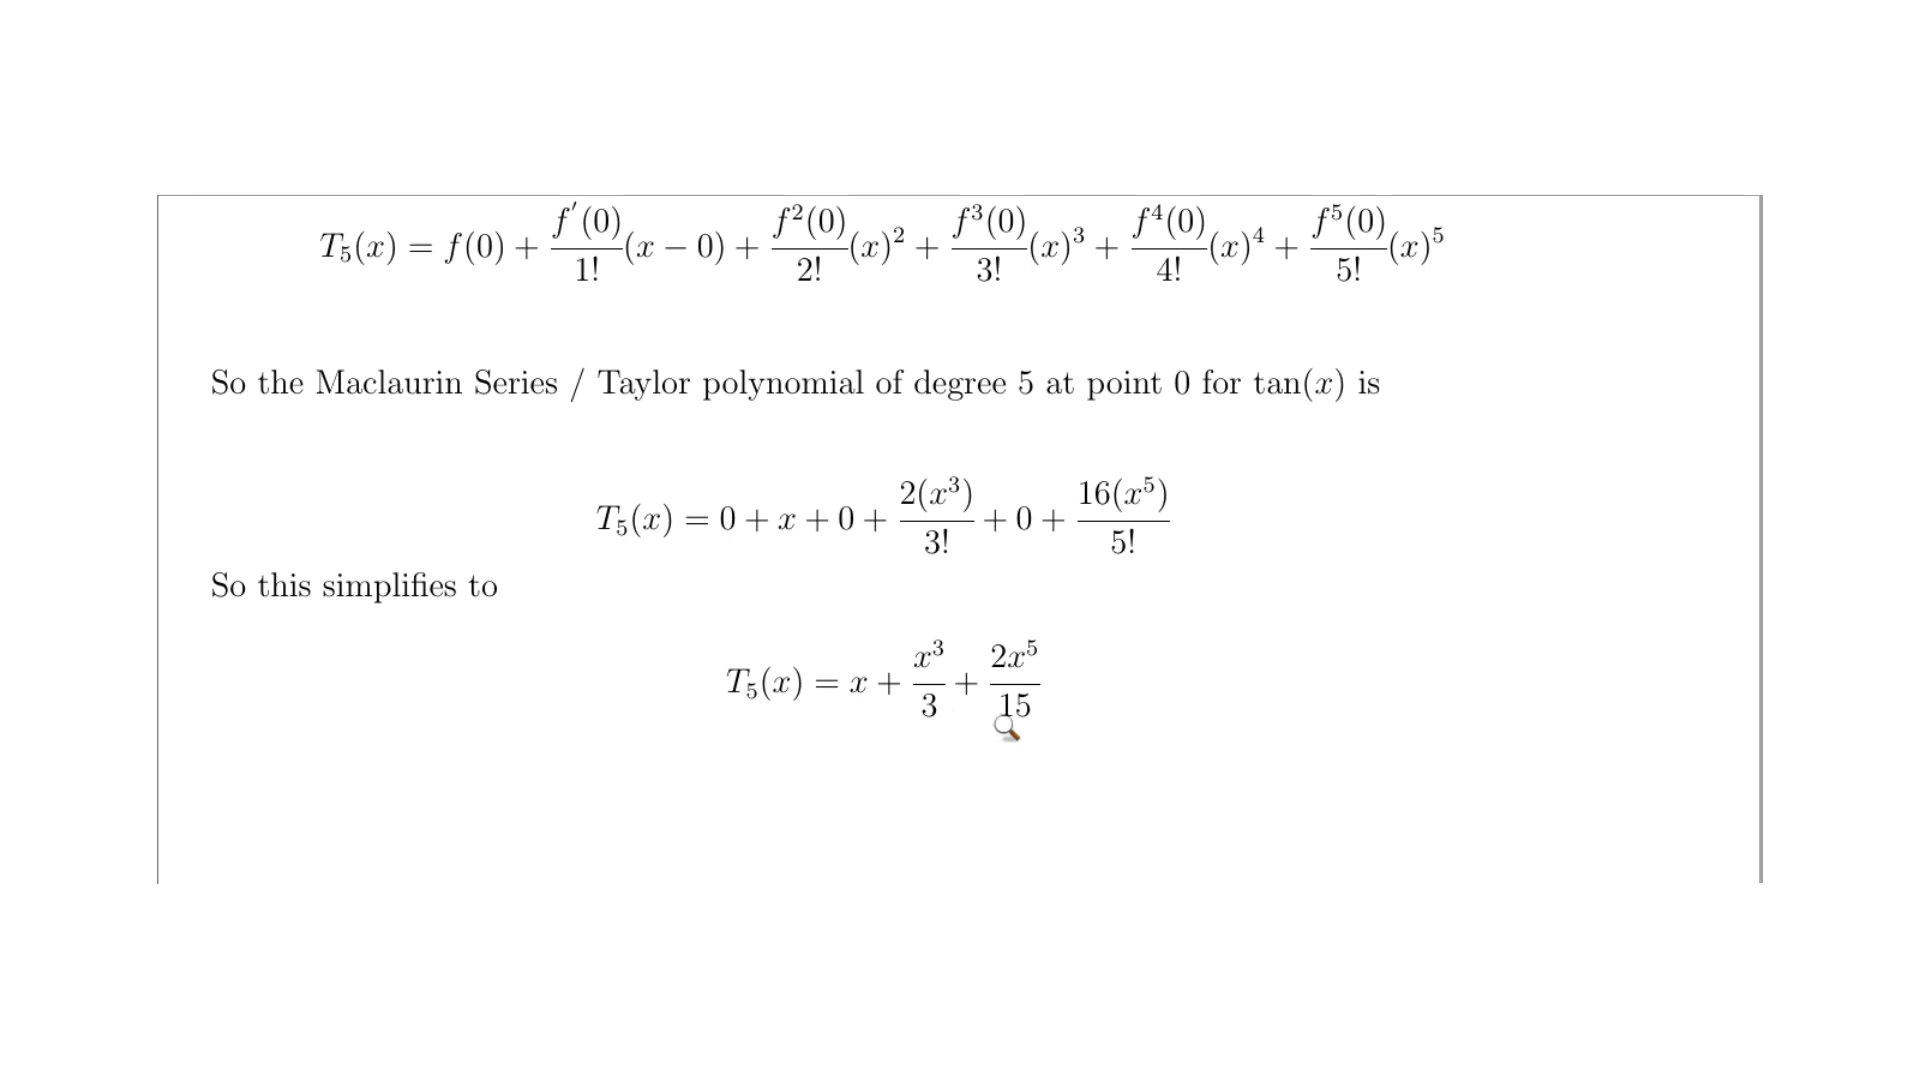 T₅(x) = f(0) + f′(0)/1! (x − 0) + f²(0)/2! (x)² + f³(0)/3! (x)³ + f⁴(0)/4! (x)⁴ + f⁵(0)/5! (x)⁵
So the Maclaurin Series / Taylor polynomial of degree 5 at point 0 for tan(x) is
T₅(x) = 0 + x + 0 + 2(x³)/3! + 0 + 16(x⁵)/5!
So this simplifies to
T₅(x) = x + x³/3 + 2x⁵/15